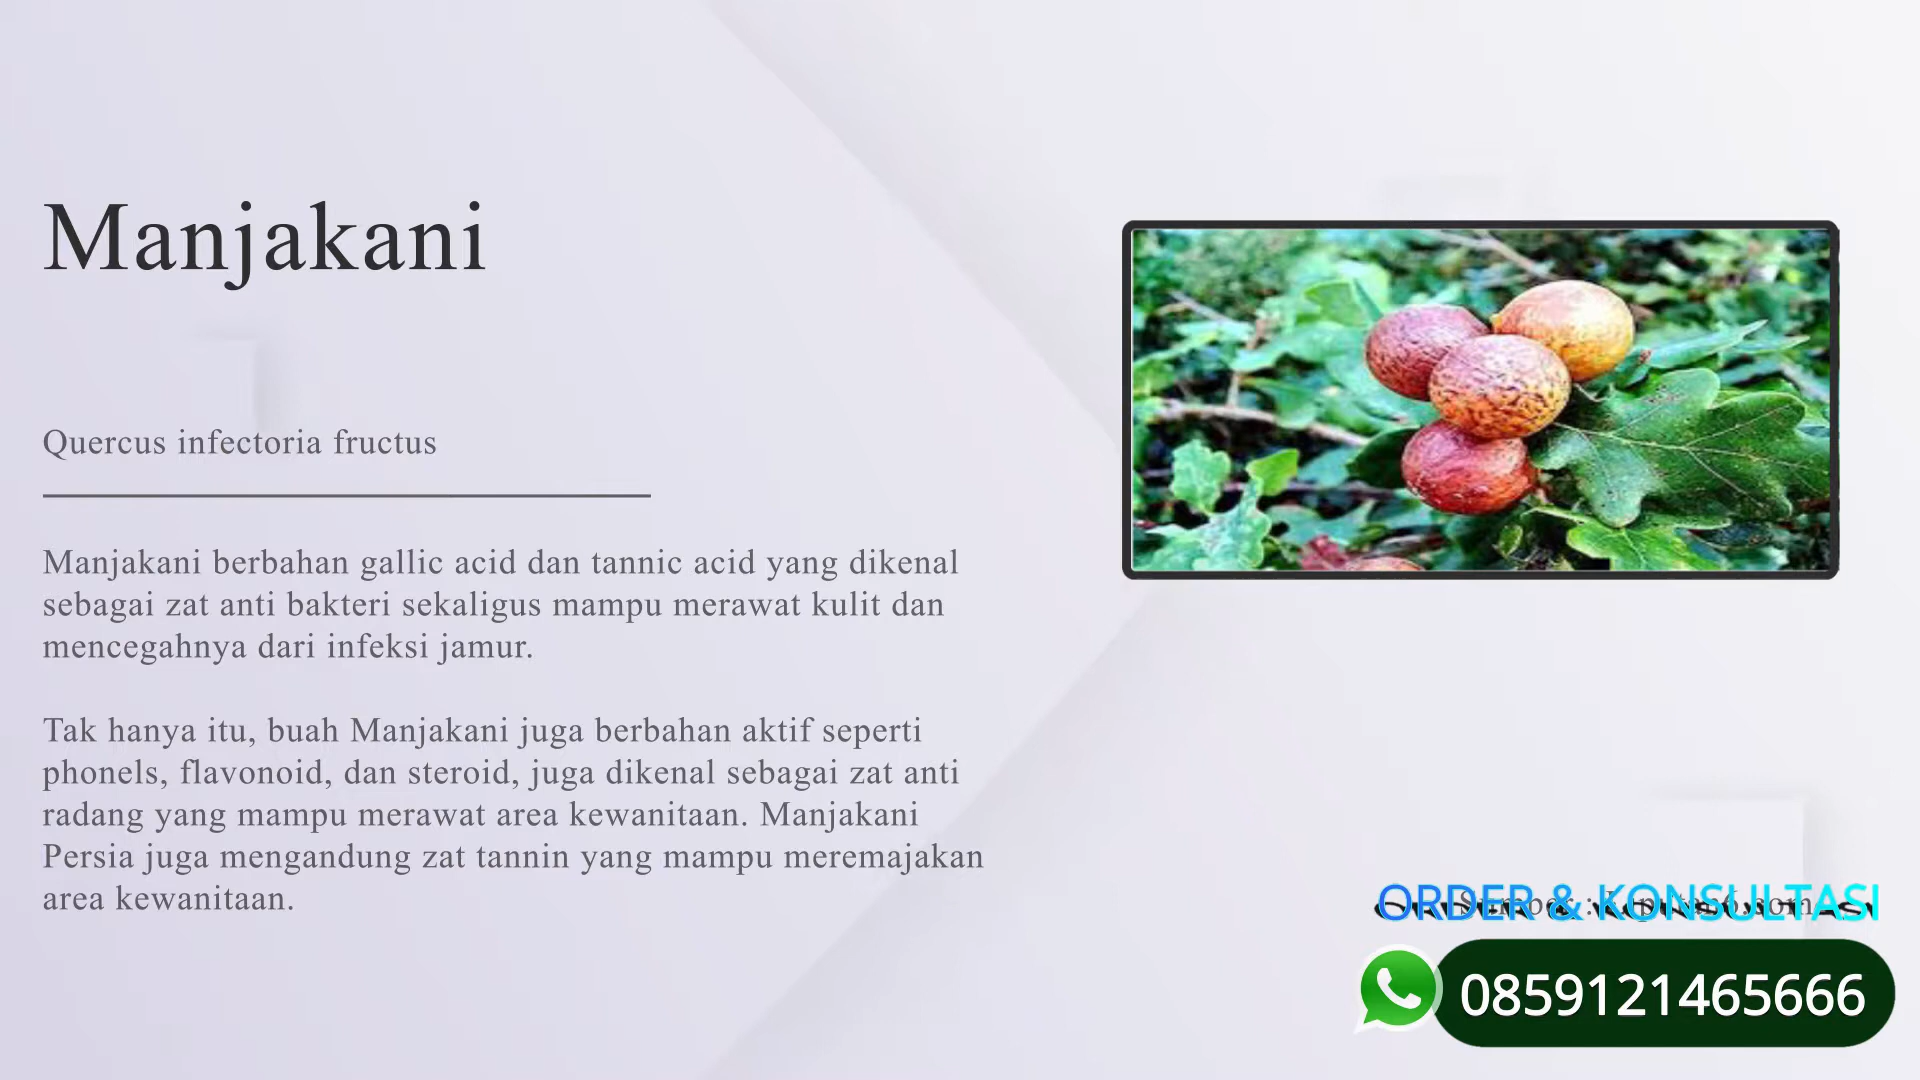 Manjakani
Quercus infectoria fructus
Manjakani berbahan gallic acid dan tannic acid yang dikenal
sebagai zat anti bakteri sekaligus mampu merawat kulit dan
mencegahnya dari infeksi jamur.
Tak hanya itu, buah Manjakani juga berbahan aktif seperti
phonels, flavonoid, dan steroid, juga dikenal sebagai zat anti
radang yang mampu merawat area kewanitaan. Manjakani
Persia juga mengandung zat tannin yang mampu meremajakan
area kewanitaan.
ORDER & KONSULTASI
0859121465666